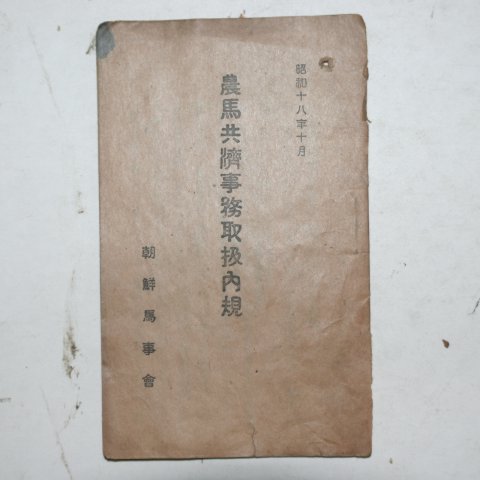 昭和十八年十月
農馬共濟事務取扱內規
朝鮮馬事會